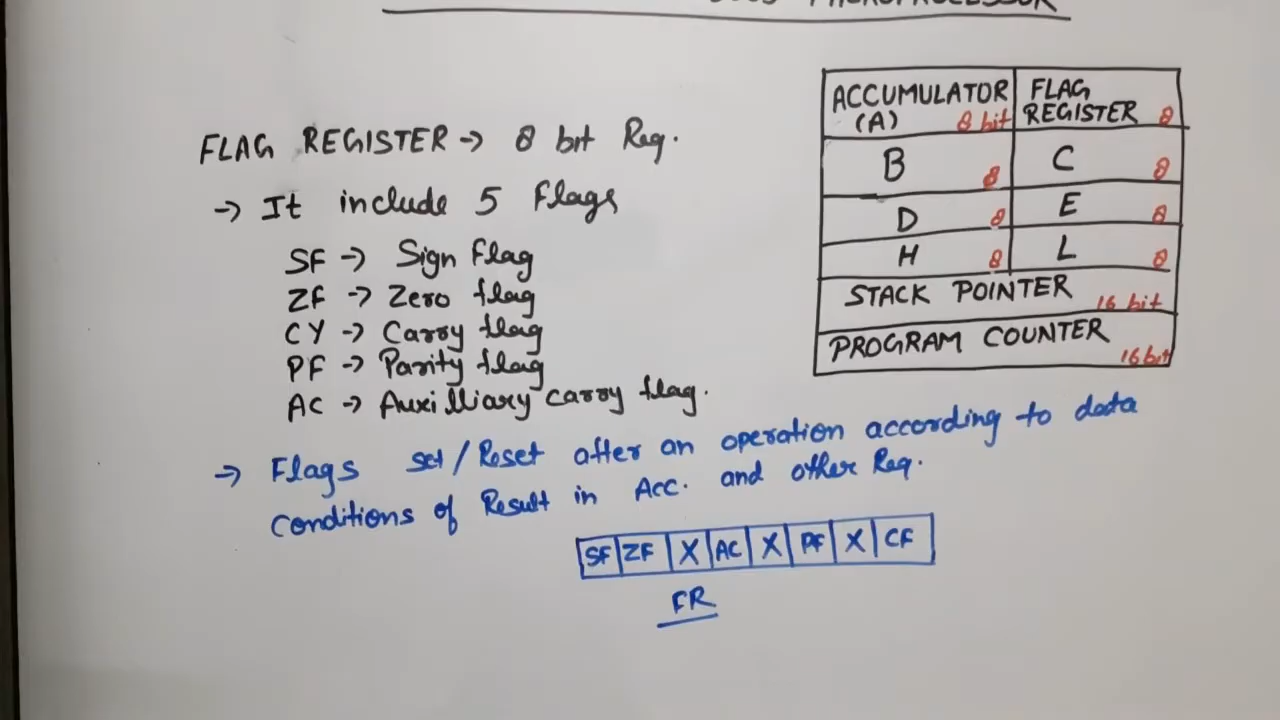 MICROPROCESSOR
FLAG REGISTER → 8 bit Reg.
→ It include 5 Flags
SF → Sign Flag
ZF → Zero flag
CY → Carry flag
PF → Parity flag
AC → Auxilliary carry flag.
→ Flags set/Reset after an operation according to data
conditions of Result in Acc. and other Reg.
SF ZF X AC X PF X CF
FR
ACCUMULATOR (A) 8 bit
FLAG REGISTER 8
B 8 C 8
D 8 E 8
H 8 L 8
STACK POINTER 16 bit
PROGRAM COUNTER 16 bit